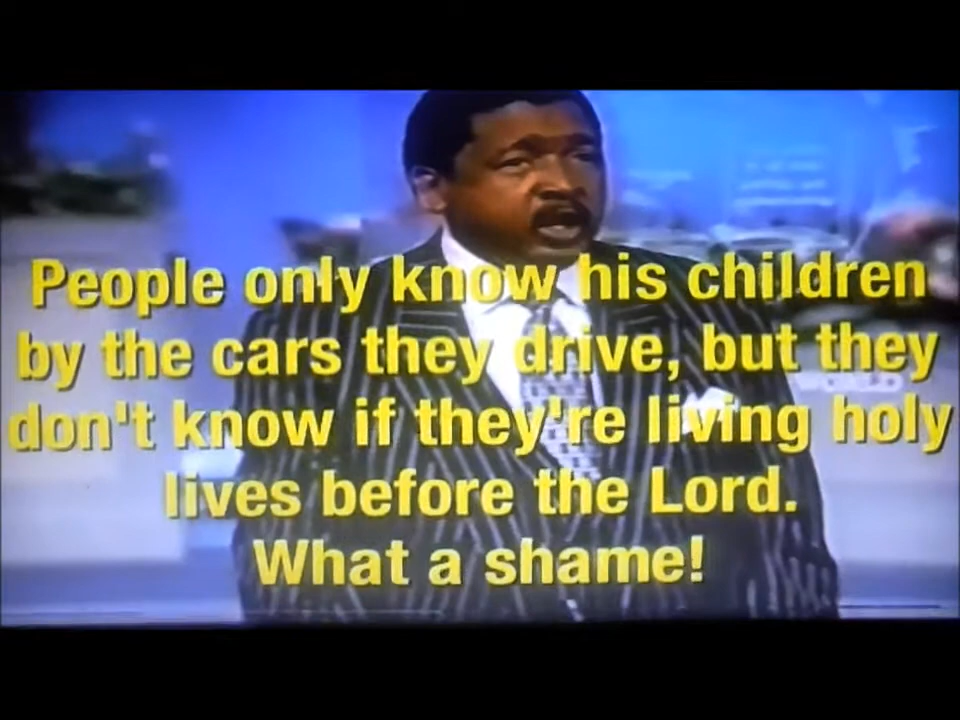 People only know his children
by the cars they drive, but they
don't know if they're living holy
lives before the Lord.
What a shame!
WORLD